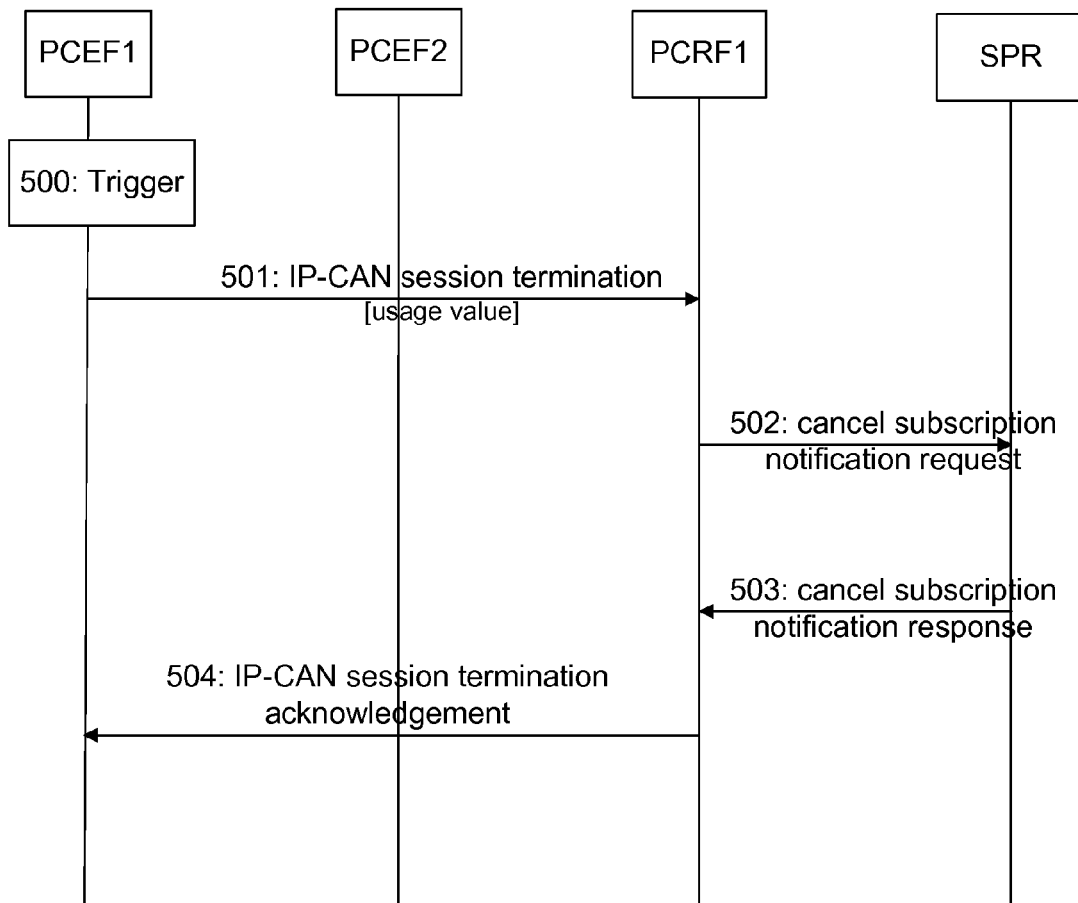 PCEF1
PCEF2
PCRF1
SPR
500: Trigger
501: IP-CAN session termination
[usage value]
502: cancel subscription
notification request
503: cancel subscription
notification response
504: IP-CAN session termination
acknowledgement